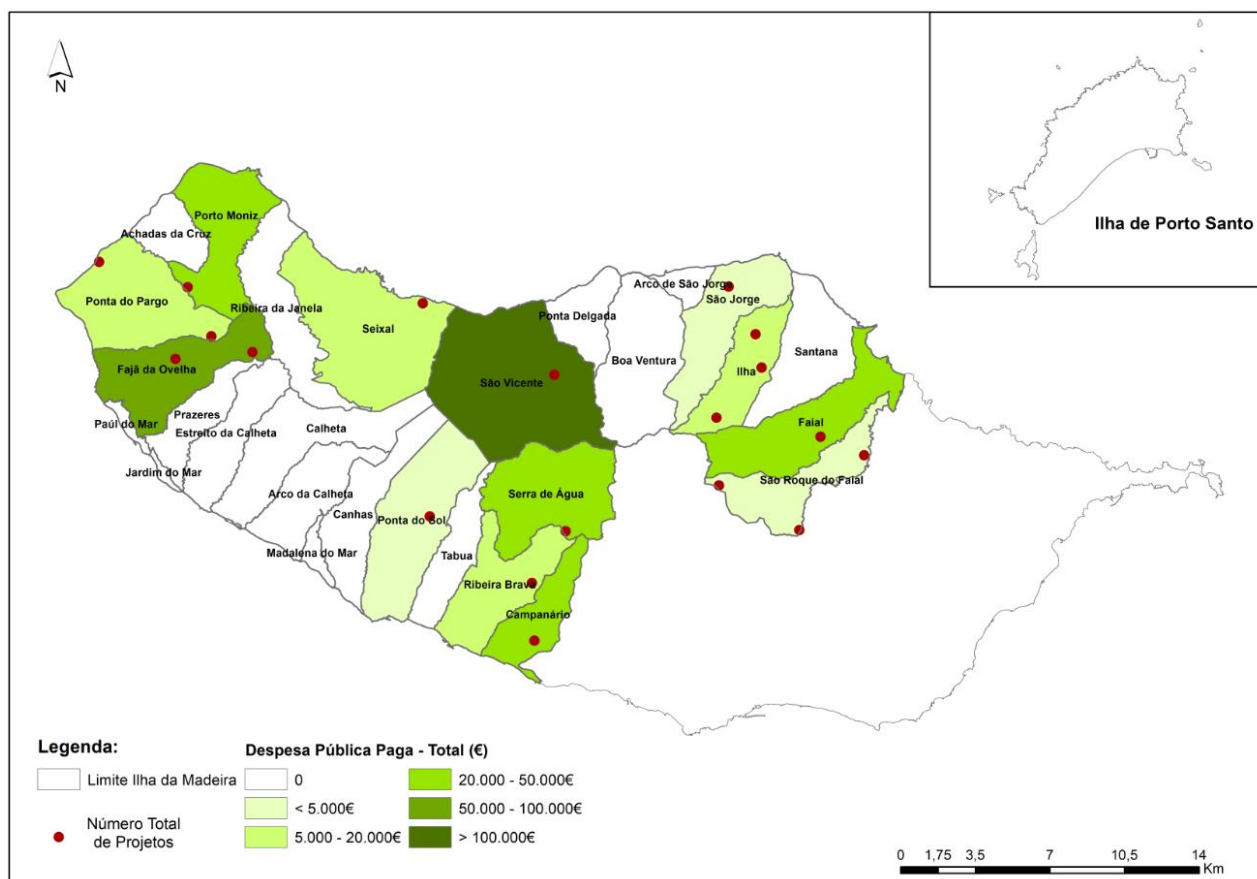 N
Ilha de Porto Santo
Porto Moniz
Achadas da Cruz
Ponta do Pargo
Ribeira da Janela
Seixal
Fajã da Ovelha
Paúl do Mar
Prazeres
Estreito da Calheta
Calheta
Jardim do Mar
Arco da Calheta
Canhas
Madalena do Mar
Ponta do Sol
Tabua
São Vicente
Ponta Delgada
Boa Ventura
Arco de São Jorge
São Jorge
Ilha
Santana
Faial
São Roque do Faial
Serra de Água
Ribeira Brava
Campanário
Legenda:
Limite Ilha da Madeira
Número Total
de Projetos
Despesa Pública Paga - Total (€)
0
< 5.000€
5.000 - 20.000€
20.000 - 50.000€
50.000 - 100.000€
> 100.000€
0 1,75 3,5 7 10,5 14
Km